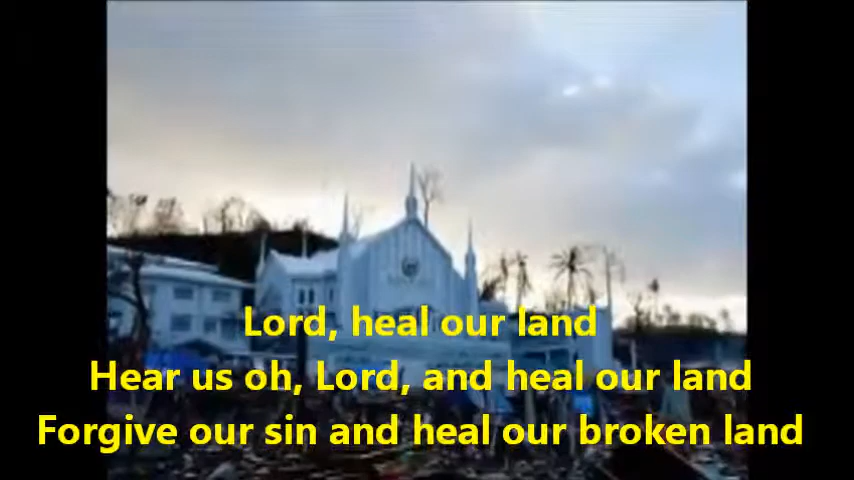 Lord, heal our land
Hear us oh, Lord, and heal our land
Forgive our sin and heal our broken land